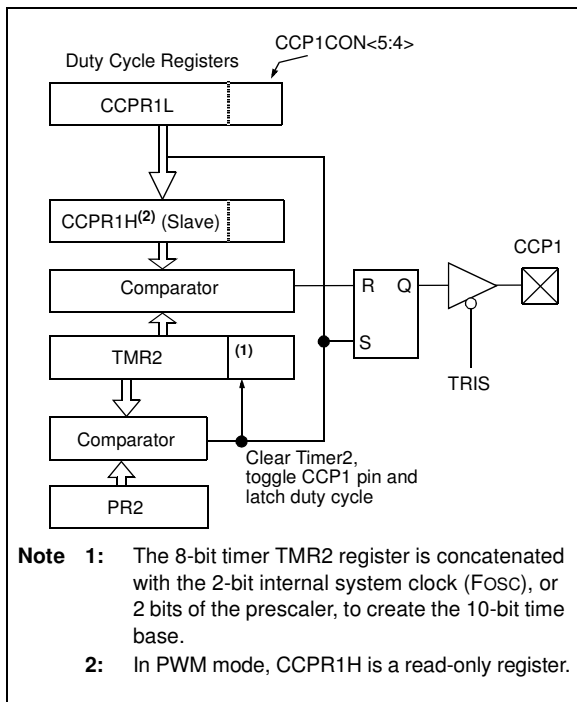 CCP1CON<5:4>
Duty Cycle Registers
CCPR1L
CCPR1H(2) (Slave)
CCP1
Comparator
R Q
TMR2
(1)
S
TRIS
Comparator
Clear Timer2,
toggle CCP1 pin and
latch duty cycle
PR2
Note 1: The 8-bit timer TMR2 register is concatenated
with the 2-bit internal system clock (FOSC), or
2 bits of the prescaler, to create the 10-bit time
base.
2: In PWM mode, CCPR1H is a read-only register.